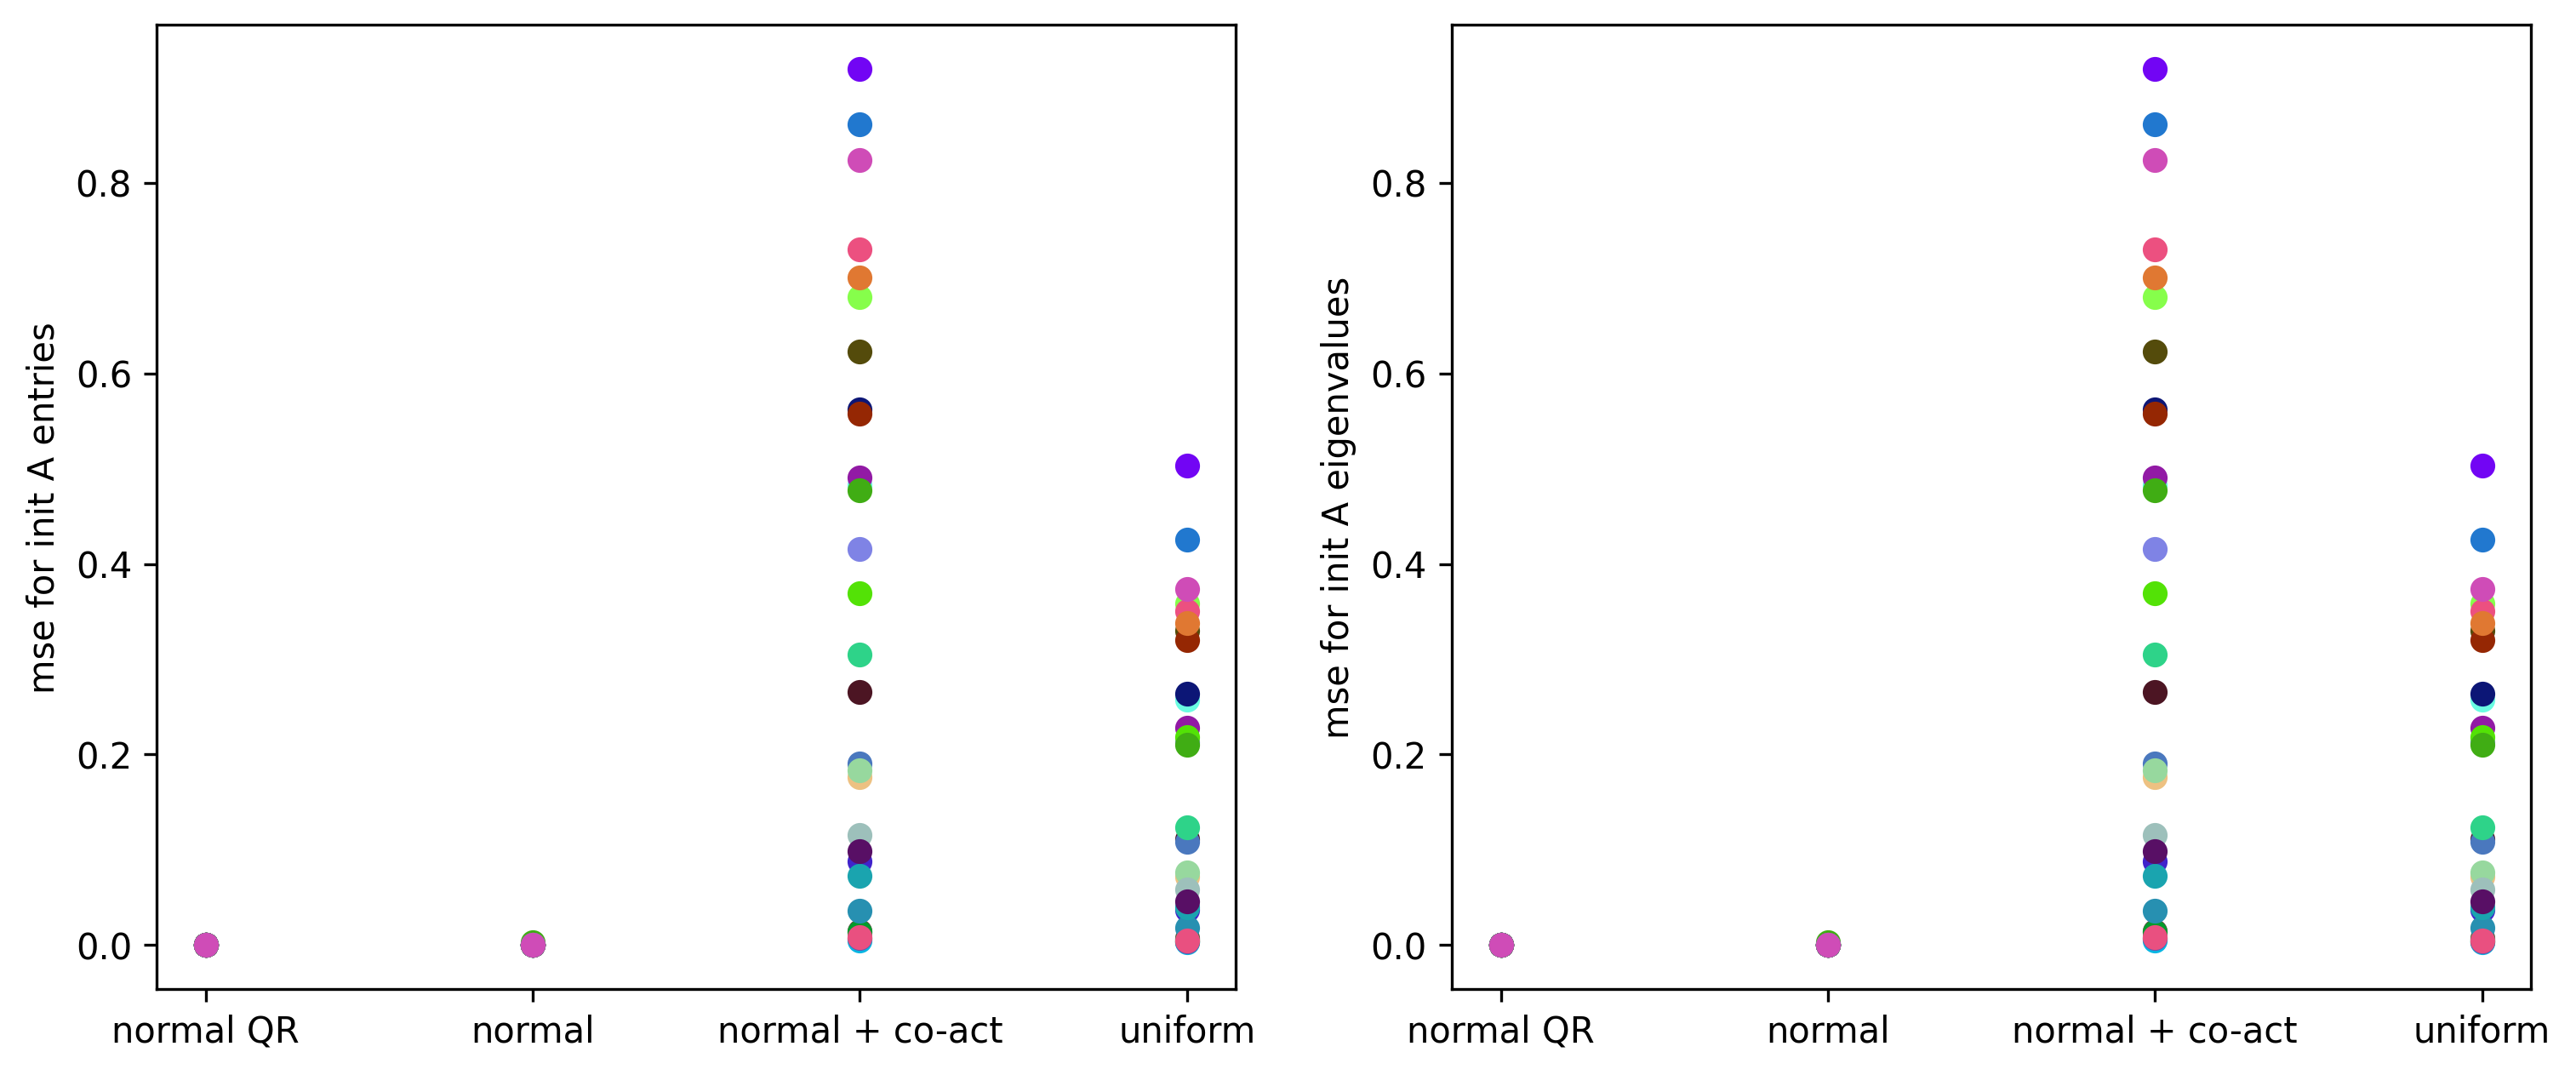 mse for init A entries
0.8
0.6
0.4
0.2
0.0
normal QR
normal
normal + co-act
uniform
mse for init A eigenvalues
0.8
0.6
0.4
0.2
0.0
normal QR
normal
normal + co-act
uniform